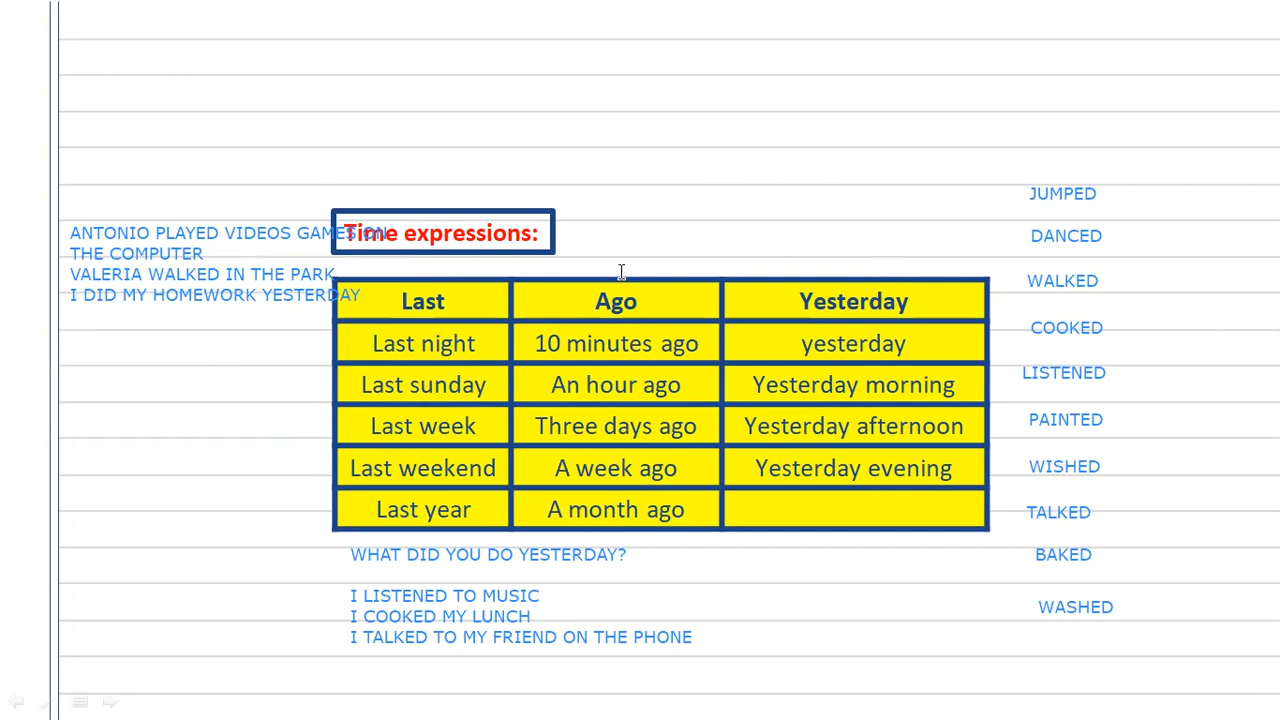 ANTONIO PLAYED VIDEOS GAMES ON
THE COMPUTER
VALERIA WALKED IN THE PARK
I DID MY HOMEWORK YESTERDAY
Time expressions:
Last Ago Yesterday
Last night 10 minutes ago yesterday
Last sunday An hour ago Yesterday morning
Last week Three days ago Yesterday afternoon
Last weekend A week ago Yesterday evening
Last year A month ago
WHAT DID YOU DO YESTERDAY?
I LISTENED TO MUSIC
I COOKED MY LUNCH
I TALKED TO MY FRIEND ON THE PHONE
JUMPED
DANCED
WALKED
COOKED
LISTENED
PAINTED
WISHED
TALKED
BAKED
WASHED